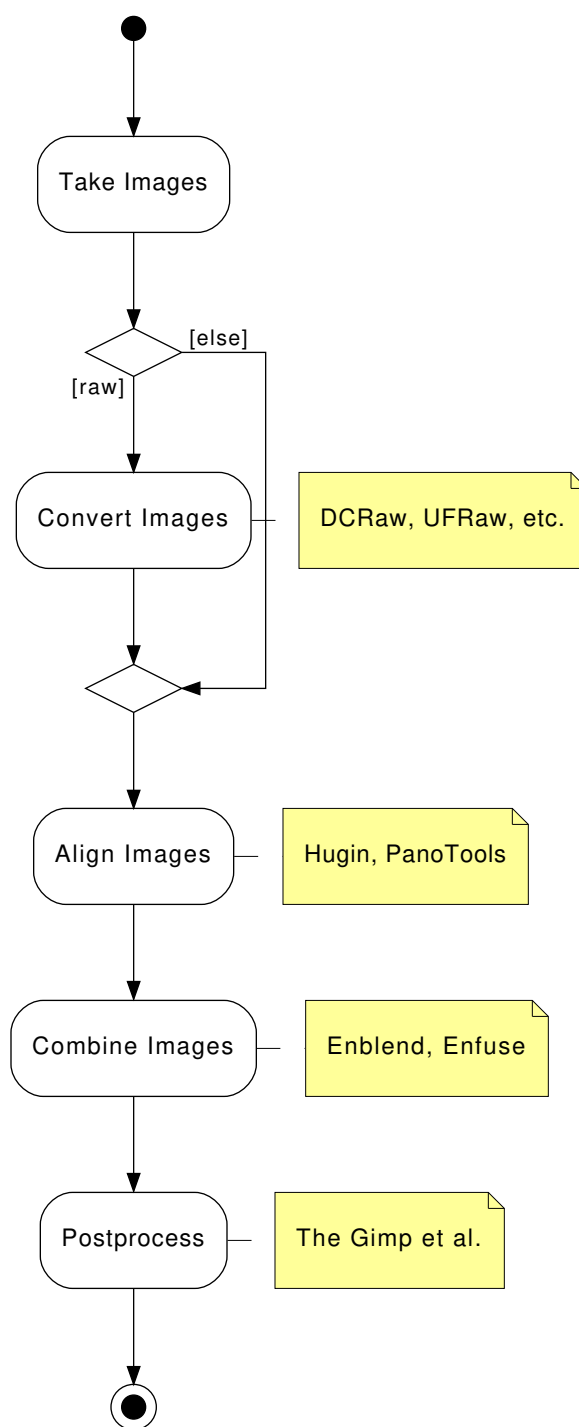 Take Images
[else]
[raw]
Convert Images
DCRaw, UFRaw, etc.
Align Images
Hugin, PanoTools
Combine Images
Enblend, Enfuse
Postprocess
The Gimp et al.